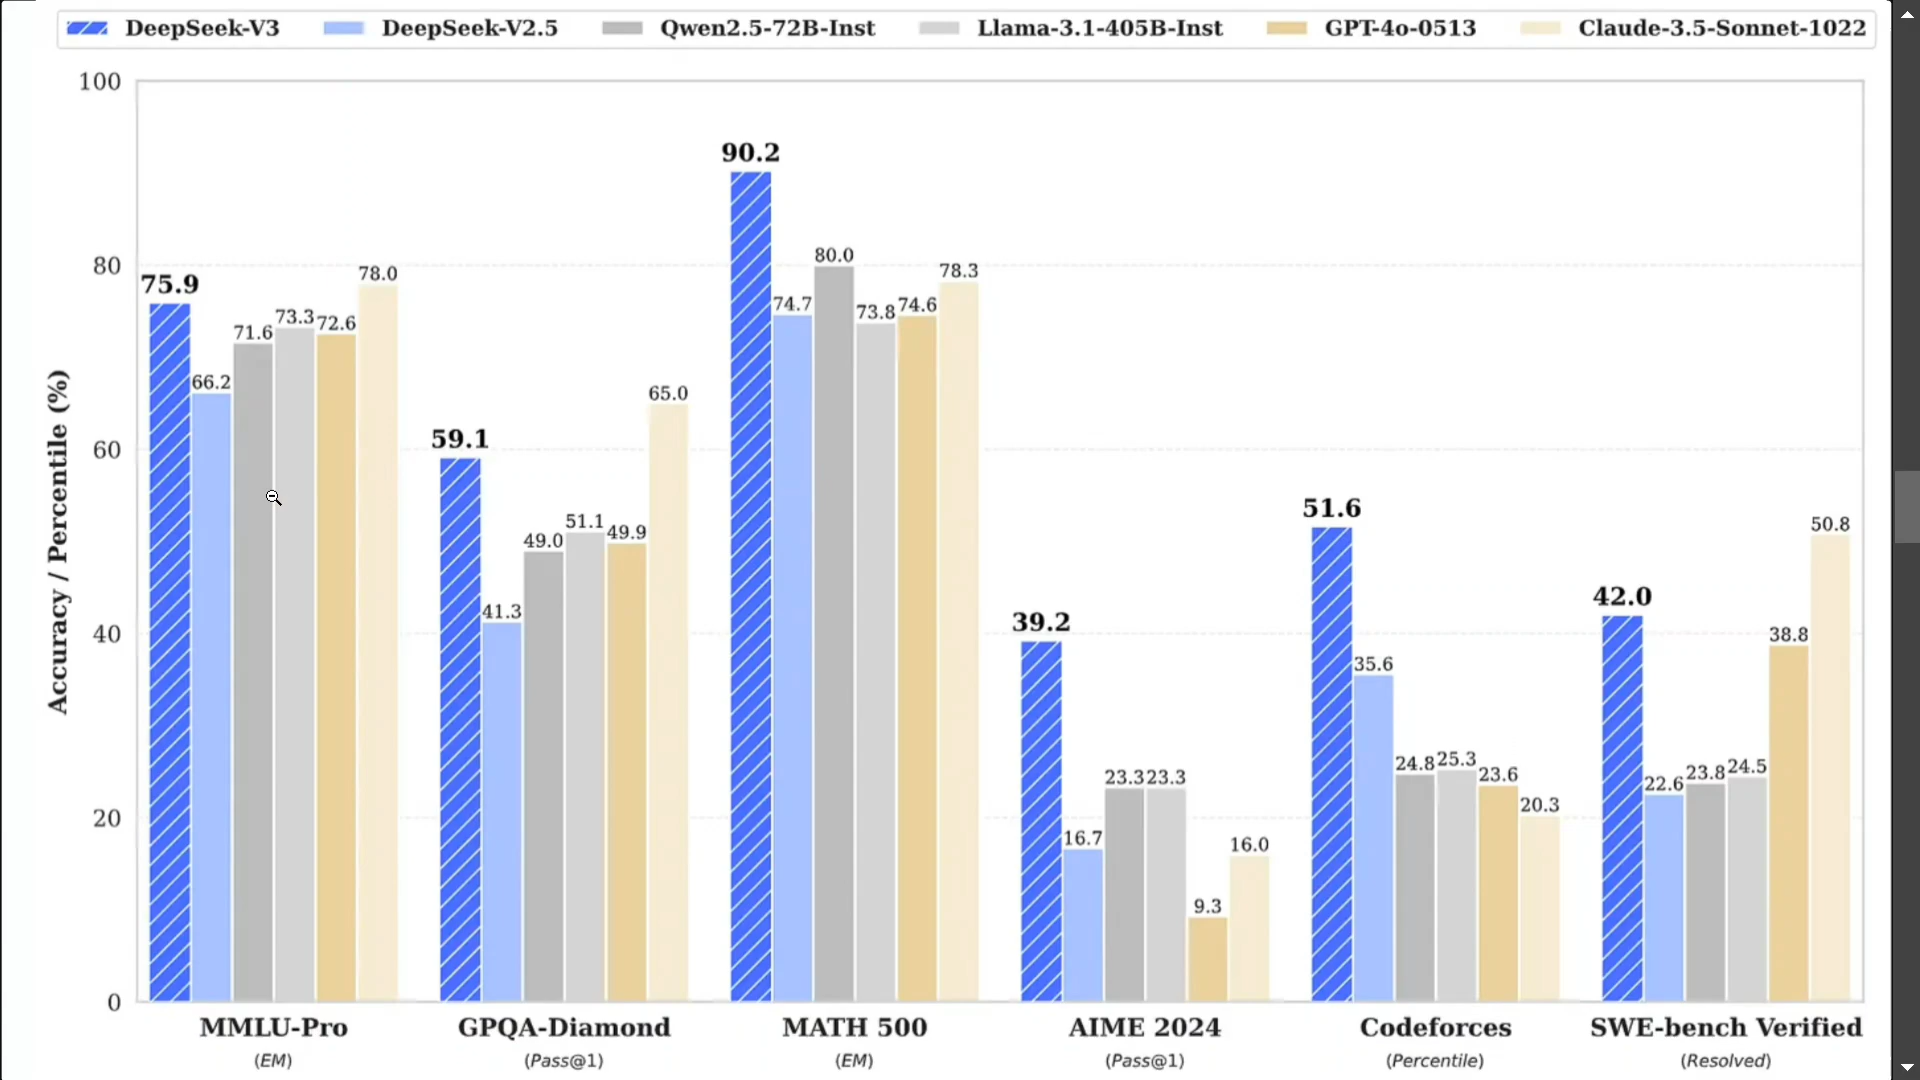 DeepSeek-V3 DeepSeek-V2.5 Qwen2.5-72B-Inst Llama-3.1-405B-Inst GPT-4o-0513 Claude-3.5-Sonnet-1022
Accuracy / Percentile (%)
100
80
60
40
20
0
75.9 66.2 71.6 73.3 72.6 78.0
59.1 41.3 49.0 51.1 49.9 65.0
90.2 74.7 80.0 73.8 74.6 78.3
39.2 16.7 23.3 23.3 9.3 16.0
51.6 35.6 24.8 25.3 23.6 20.3
42.0 22.6 23.8 24.5 38.8 50.8
MMLU-Pro GPQA-Diamond MATH 500 AIME 2024 Codeforces SWE-bench Verified
(EM) (Pass@1) (EM) (Pass@1) (Percentile) (Resolved)